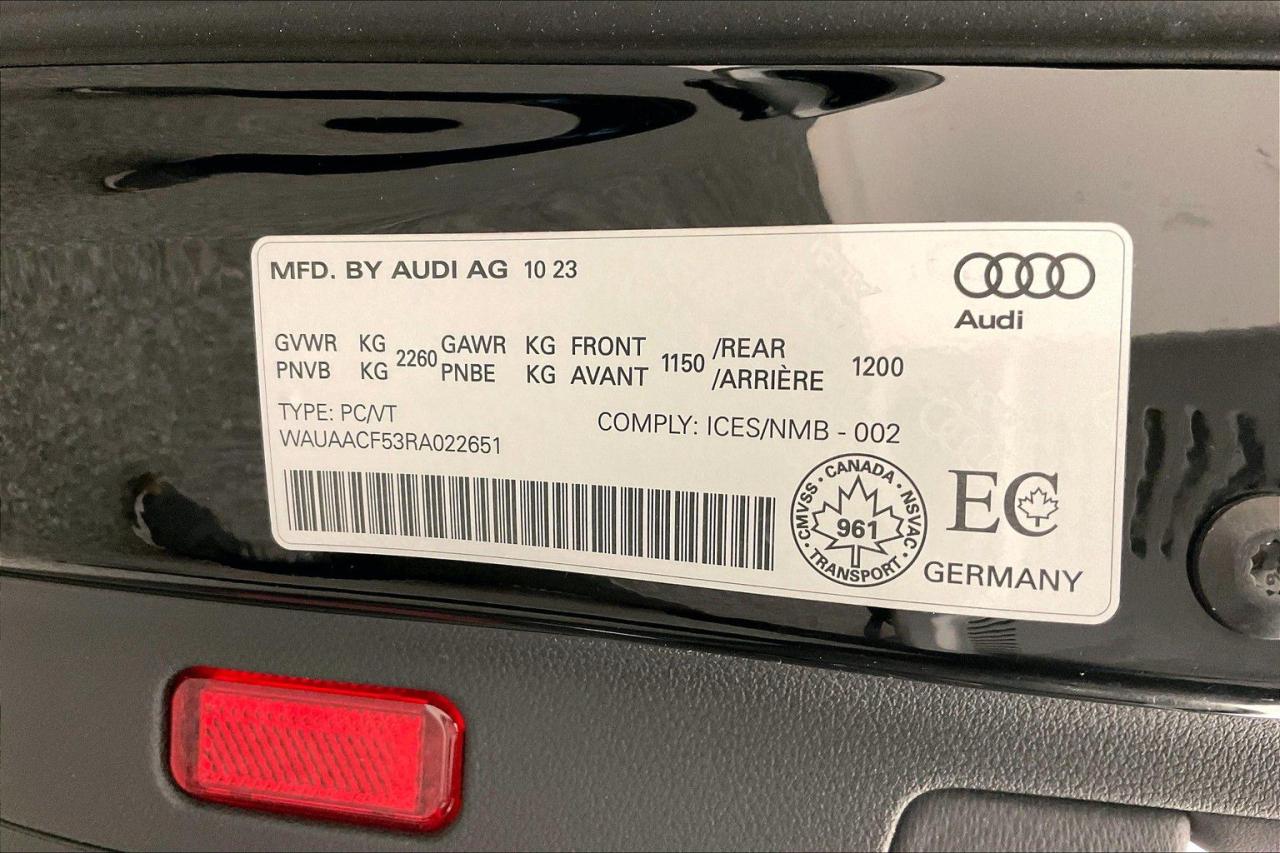 MFD. BY AUDI AG 10 23
Audi
GVWR KG 2260 GAWR KG FRONT 1150 /REAR 1200
PNVB KG PNBE KG AVANT /ARRIÈRE
TYPE: PC/VT
COMPLY: ICES/NMB - 002
WAUAACF53RA022651
CANADA · NSVAC · TRANSPORT · CMVSS ·
961
EC
GERMANY